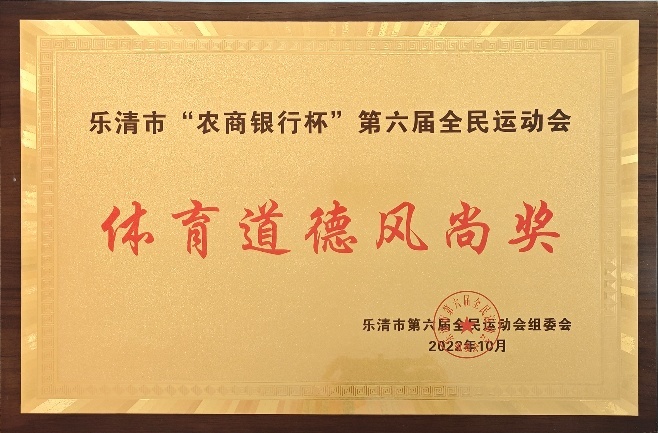 乐清市“农商银行杯”第六届全民运动会
体育道德风尚奖
乐清市第六届全民运动会组委会
2022年10月